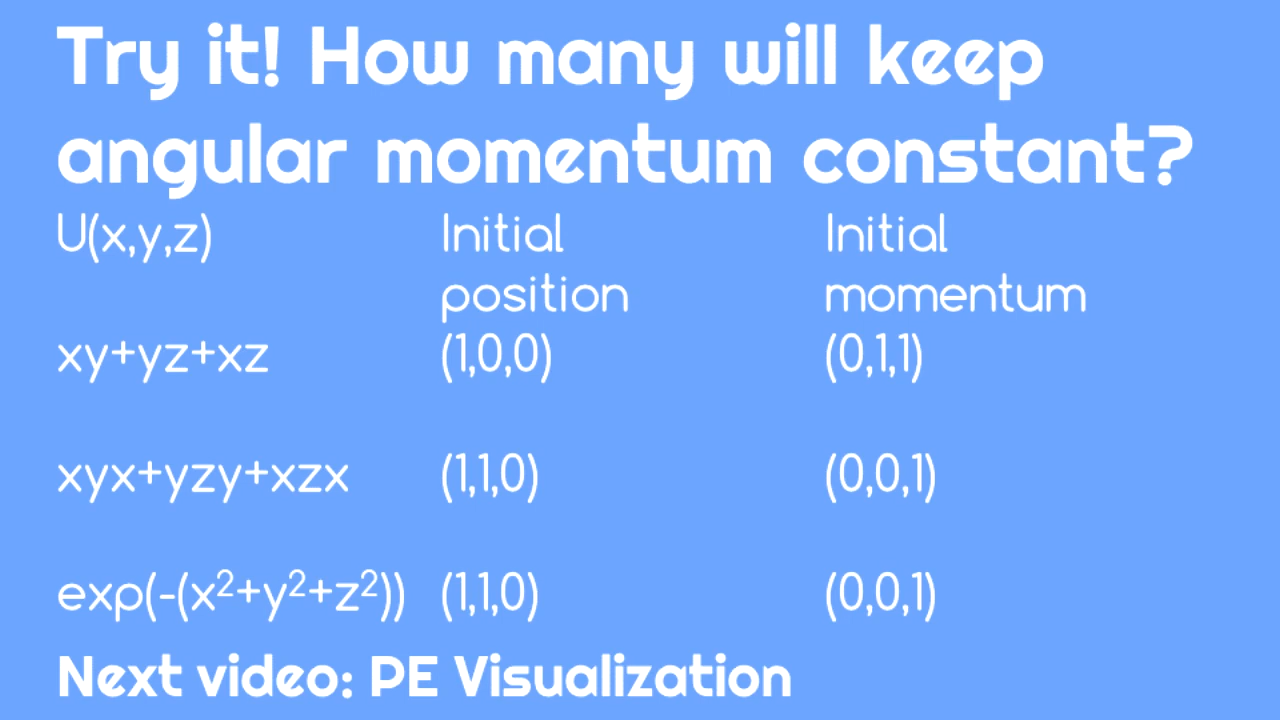 Try it! How many will keep
angular momentum constant?
U(x,y,z) Initial position Initial momentum
xy+yz+xz (1,0,0) (0,1,1)
xyx+yzy+xzx (1,1,0) (0,0,1)
exp(-(x²+y²+z²)) (1,1,0) (0,0,1)
Next video: PE Visualization